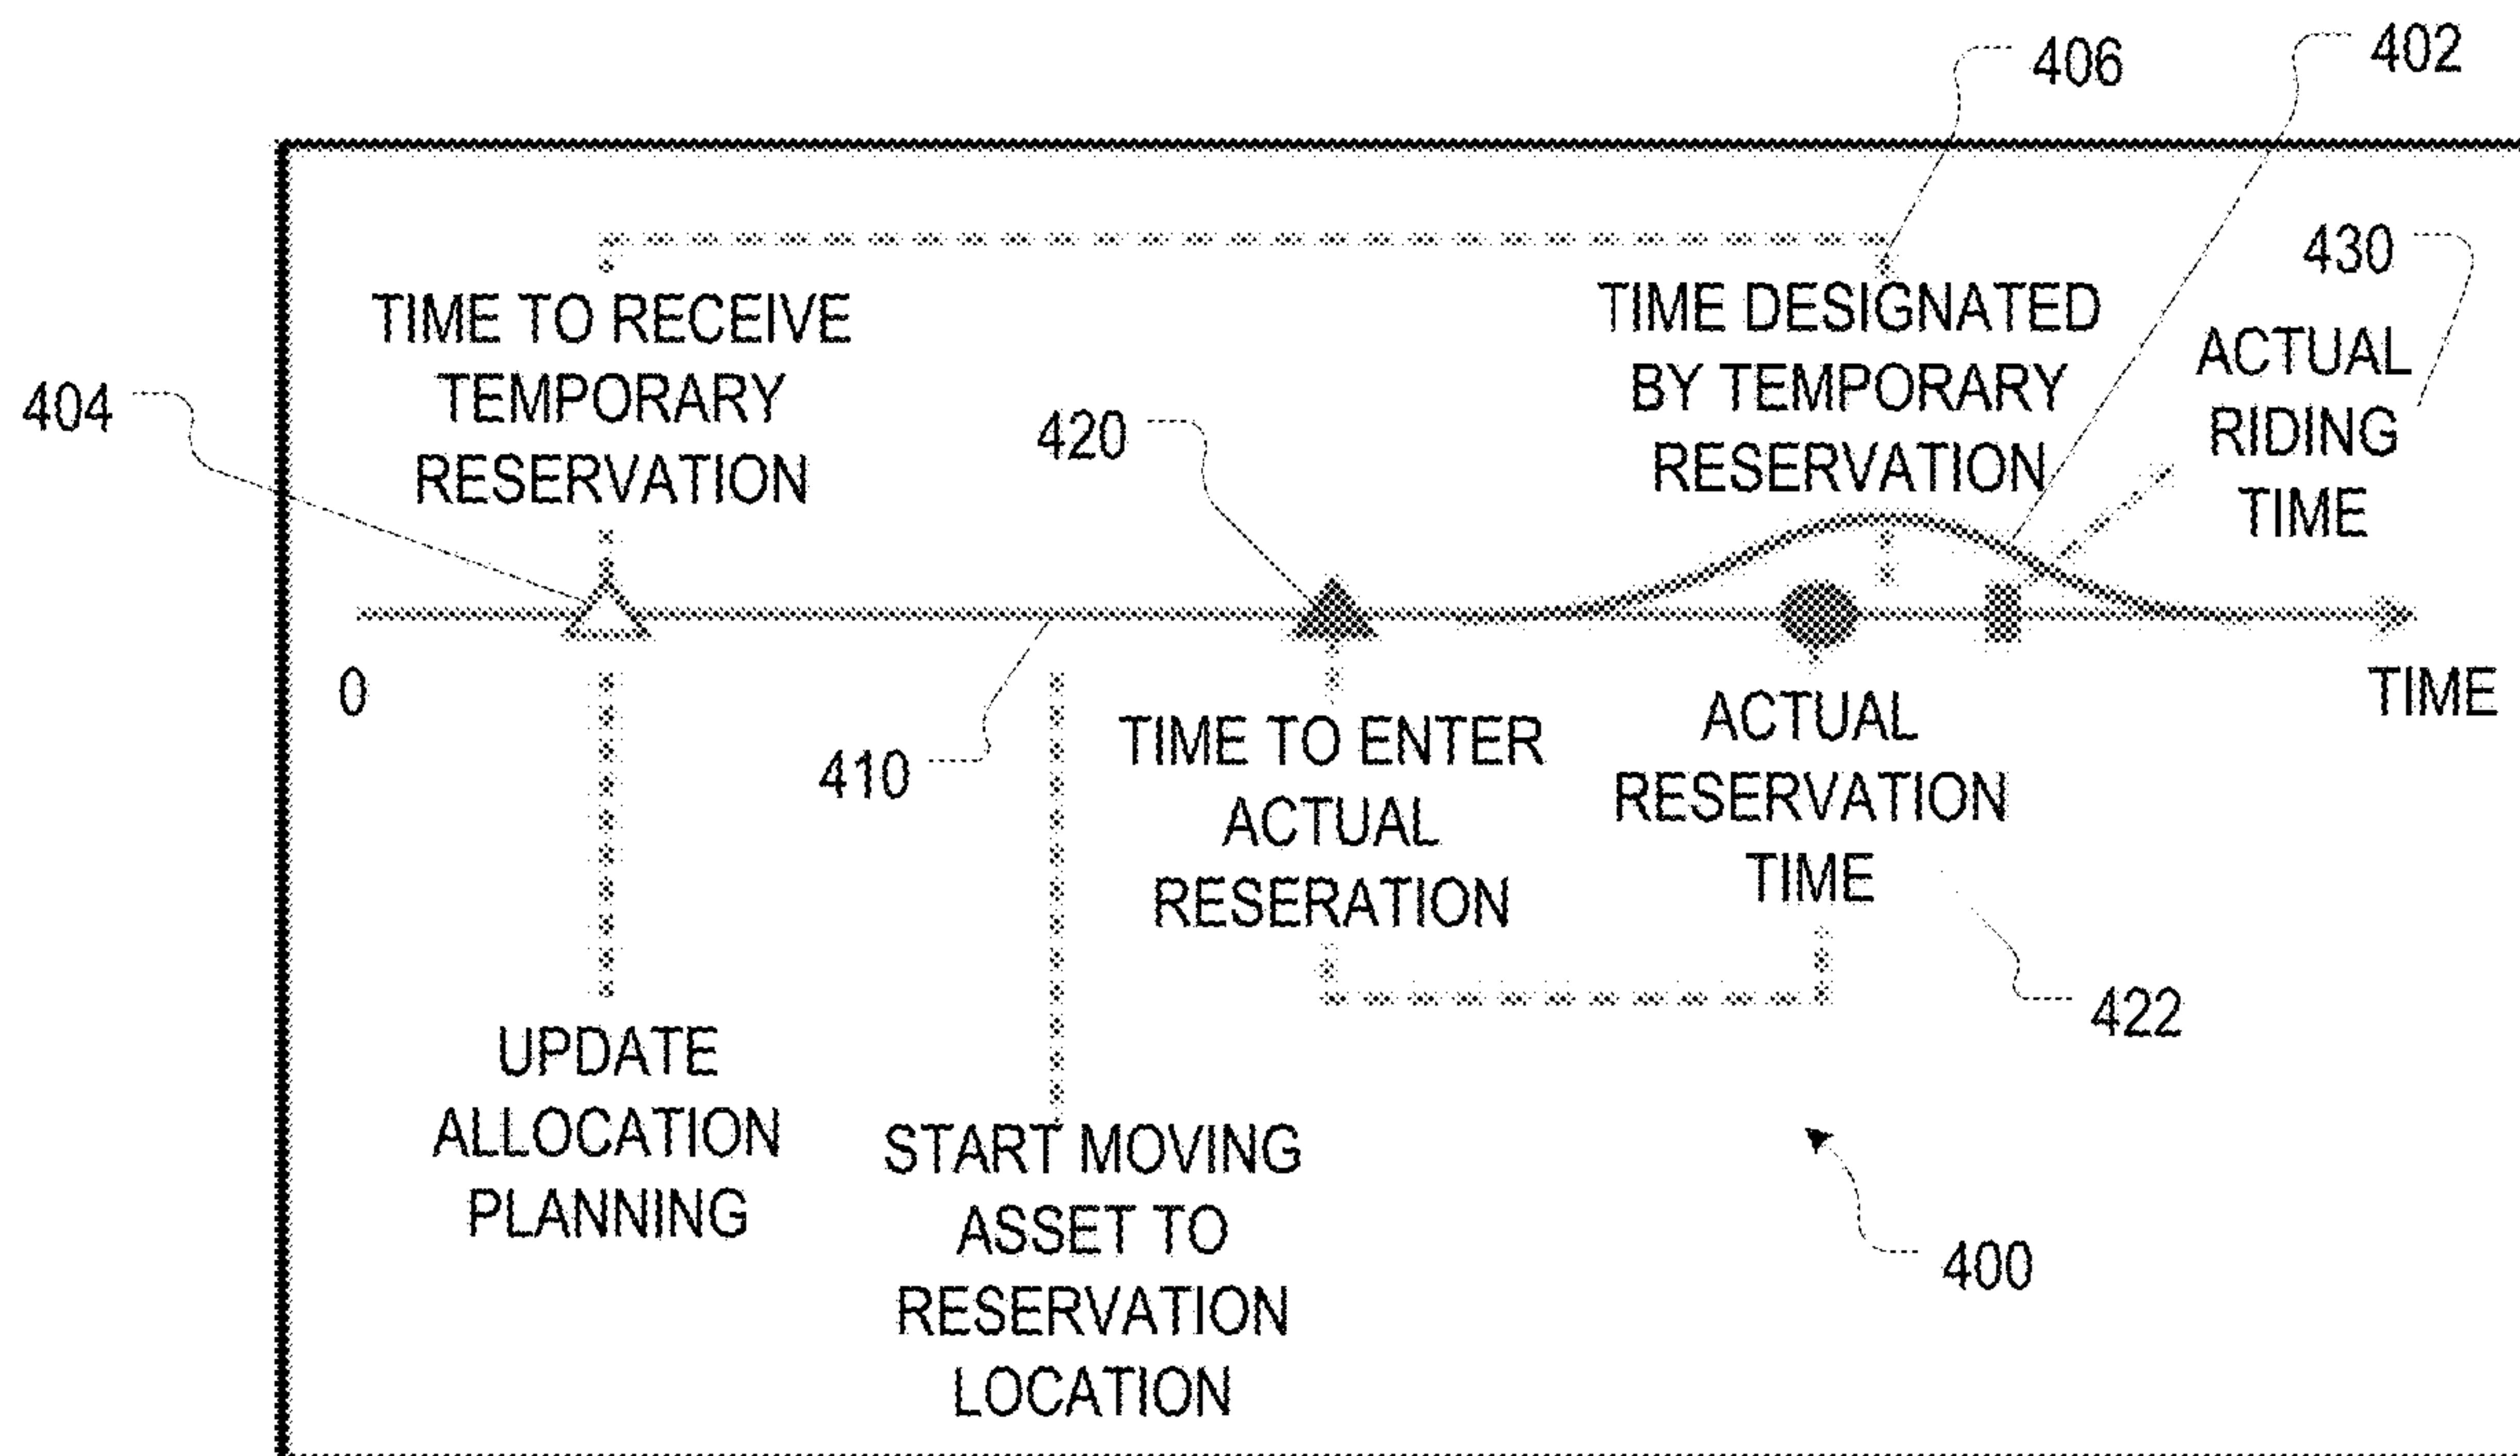 406
402
430
TIME TO RECEIVE
TEMPORARY
RESERVATION
TIME DESIGNATED
BY TEMPORARY
RESERVATION
ACTUAL
RIDING
TIME
404
420
0
TIME
410
TIME TO ENTER
ACTUAL
RESERATION
ACTUAL
RESERVATION
TIME
422
UPDATE
ALLOCATION
PLANNING
START MOVING
ASSET TO
RESERVATION
LOCATION
400